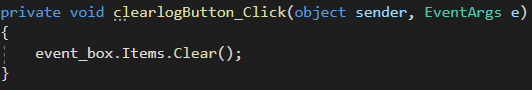 private void clearlogButton_Click(object sender, EventArgs e)
{
event_box.Items.Clear();
}